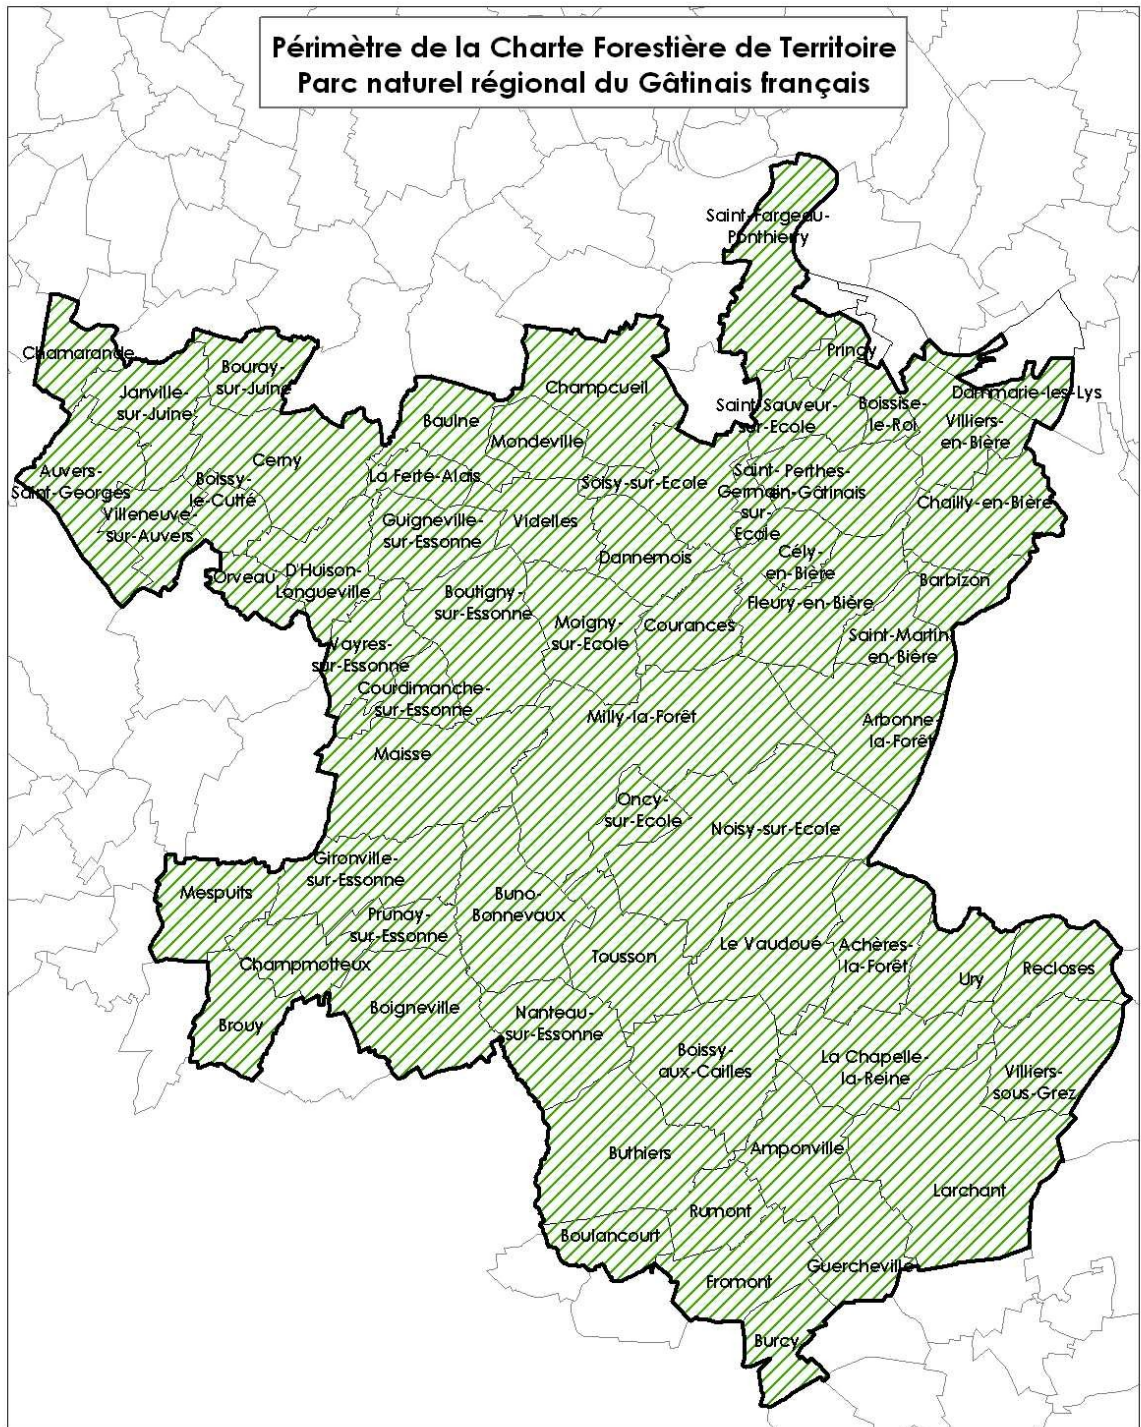 Périmètre de la Charte Forestière de Territoire
Parc naturel régional du Gâtinais français
Saint-Fargeau-
Ponthierry
Chamarande
Bouray-
sur-Juine
Pringy
Janville-
sur-Juine
Champcueil
Dammarie-les-Lys
Baulne
Saint-Sauveur-
sur-Ecole
Boissise-
le-Roi
Villiers-
en-Bière
Mondeville
Cerny
Auvers-
Saint-Georges
Boissy-
le-Cutté
La Ferté-Alais
Soisy-sur-Ecole
Saint-
Germain-
sur-
Ecole
Perthes-
en-Gâtinais
Chailly-en-Bière
Villeneuve-
sur-Auvers
Guigneville-
sur-Essonne
Videlles
Dannemois
Cély-
en-Bière
Orveau
D'Huison-
Longueville
Boutigny-
sur-Essonne
Barbizon
Fleury-en-Bière
Moigny-
sur-Ecole
Courances
Saint-Martin-
en-Bière
Vayres-
sur-Essonne
Courdimanche-
sur-Essonne
Milly-la-Forêt
Arbonne-
la-Forêt
Maisse
Oncy-
sur-Ecole
Noisy-sur-Ecole
Gironville-
sur-Essonne
Mespuits
Buno-
Bonnevaux
Prunay-
sur-Essonne
Le Vaudoué
Achères-
la-Forêt
Tousson
Champmotteux
Ury
Recloses
Boigneville
Brouy
Nanteau-
sur-Essonne
Boissy-
aux-Cailles
La Chapelle-
la-Reine
Villiers-
sous-Grez
Buthiers
Amponville
Larchant
Rumont
Boulancourt
Guercheville
Fromont
Burcy